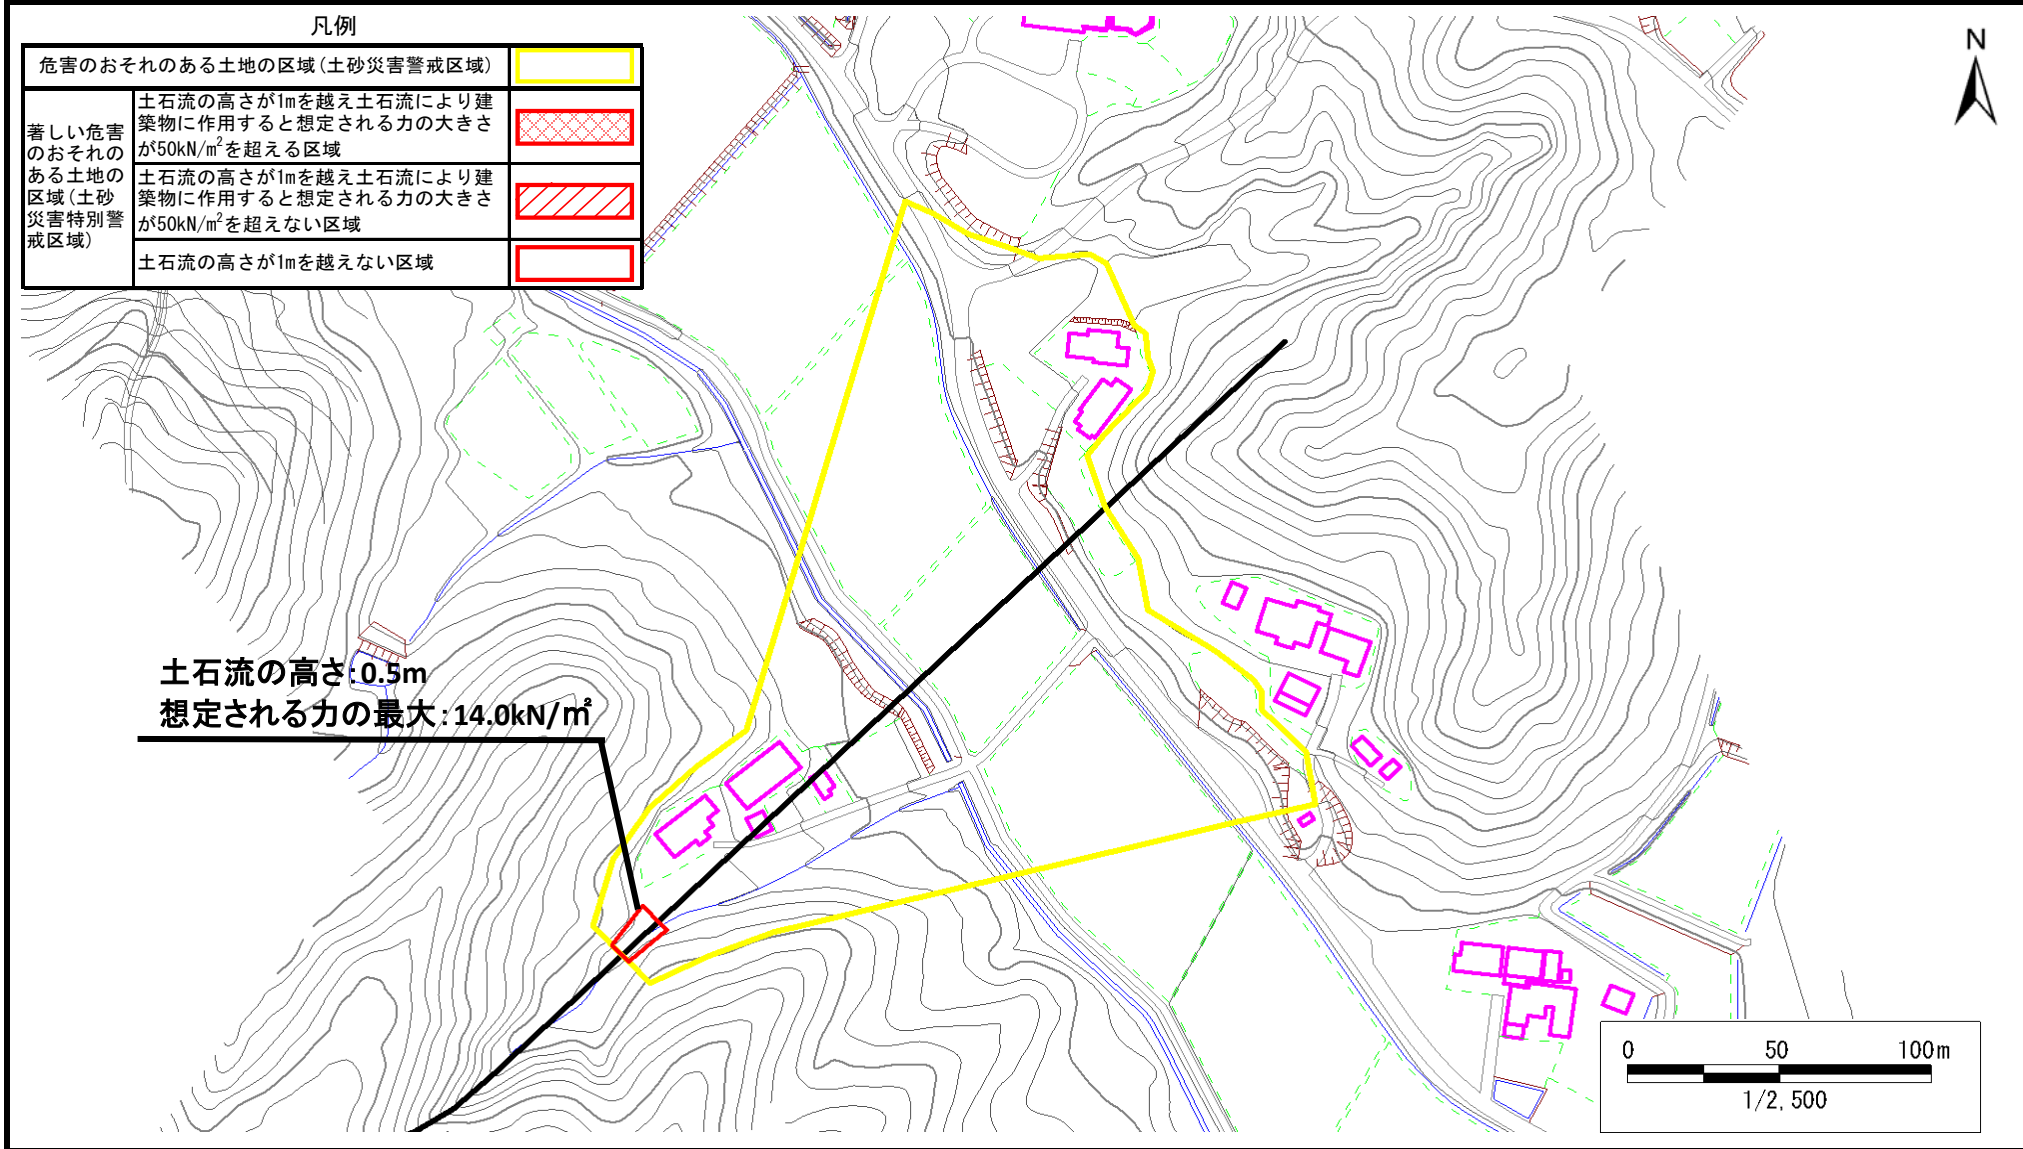 凡例
危害のおそれのある土地の区域(土砂災害警戒区域)
著しい危害
のおそれの
ある土地の
区域(土砂
災害特別警
戒区域)
土石流の高さが1mを越え土石流により建
築物に作用すると想定される力の大きさ
が50kN/m²を超える区域
土石流の高さが1mを越え土石流により建
築物に作用すると想定される力の大きさ
が50kN/m²を超えない区域
土石流の高さが1mを越えない区域
N
土石流の高さ:0.5m
想定される力の最大:14.0kN/㎡
0 50 100m
1/2,500